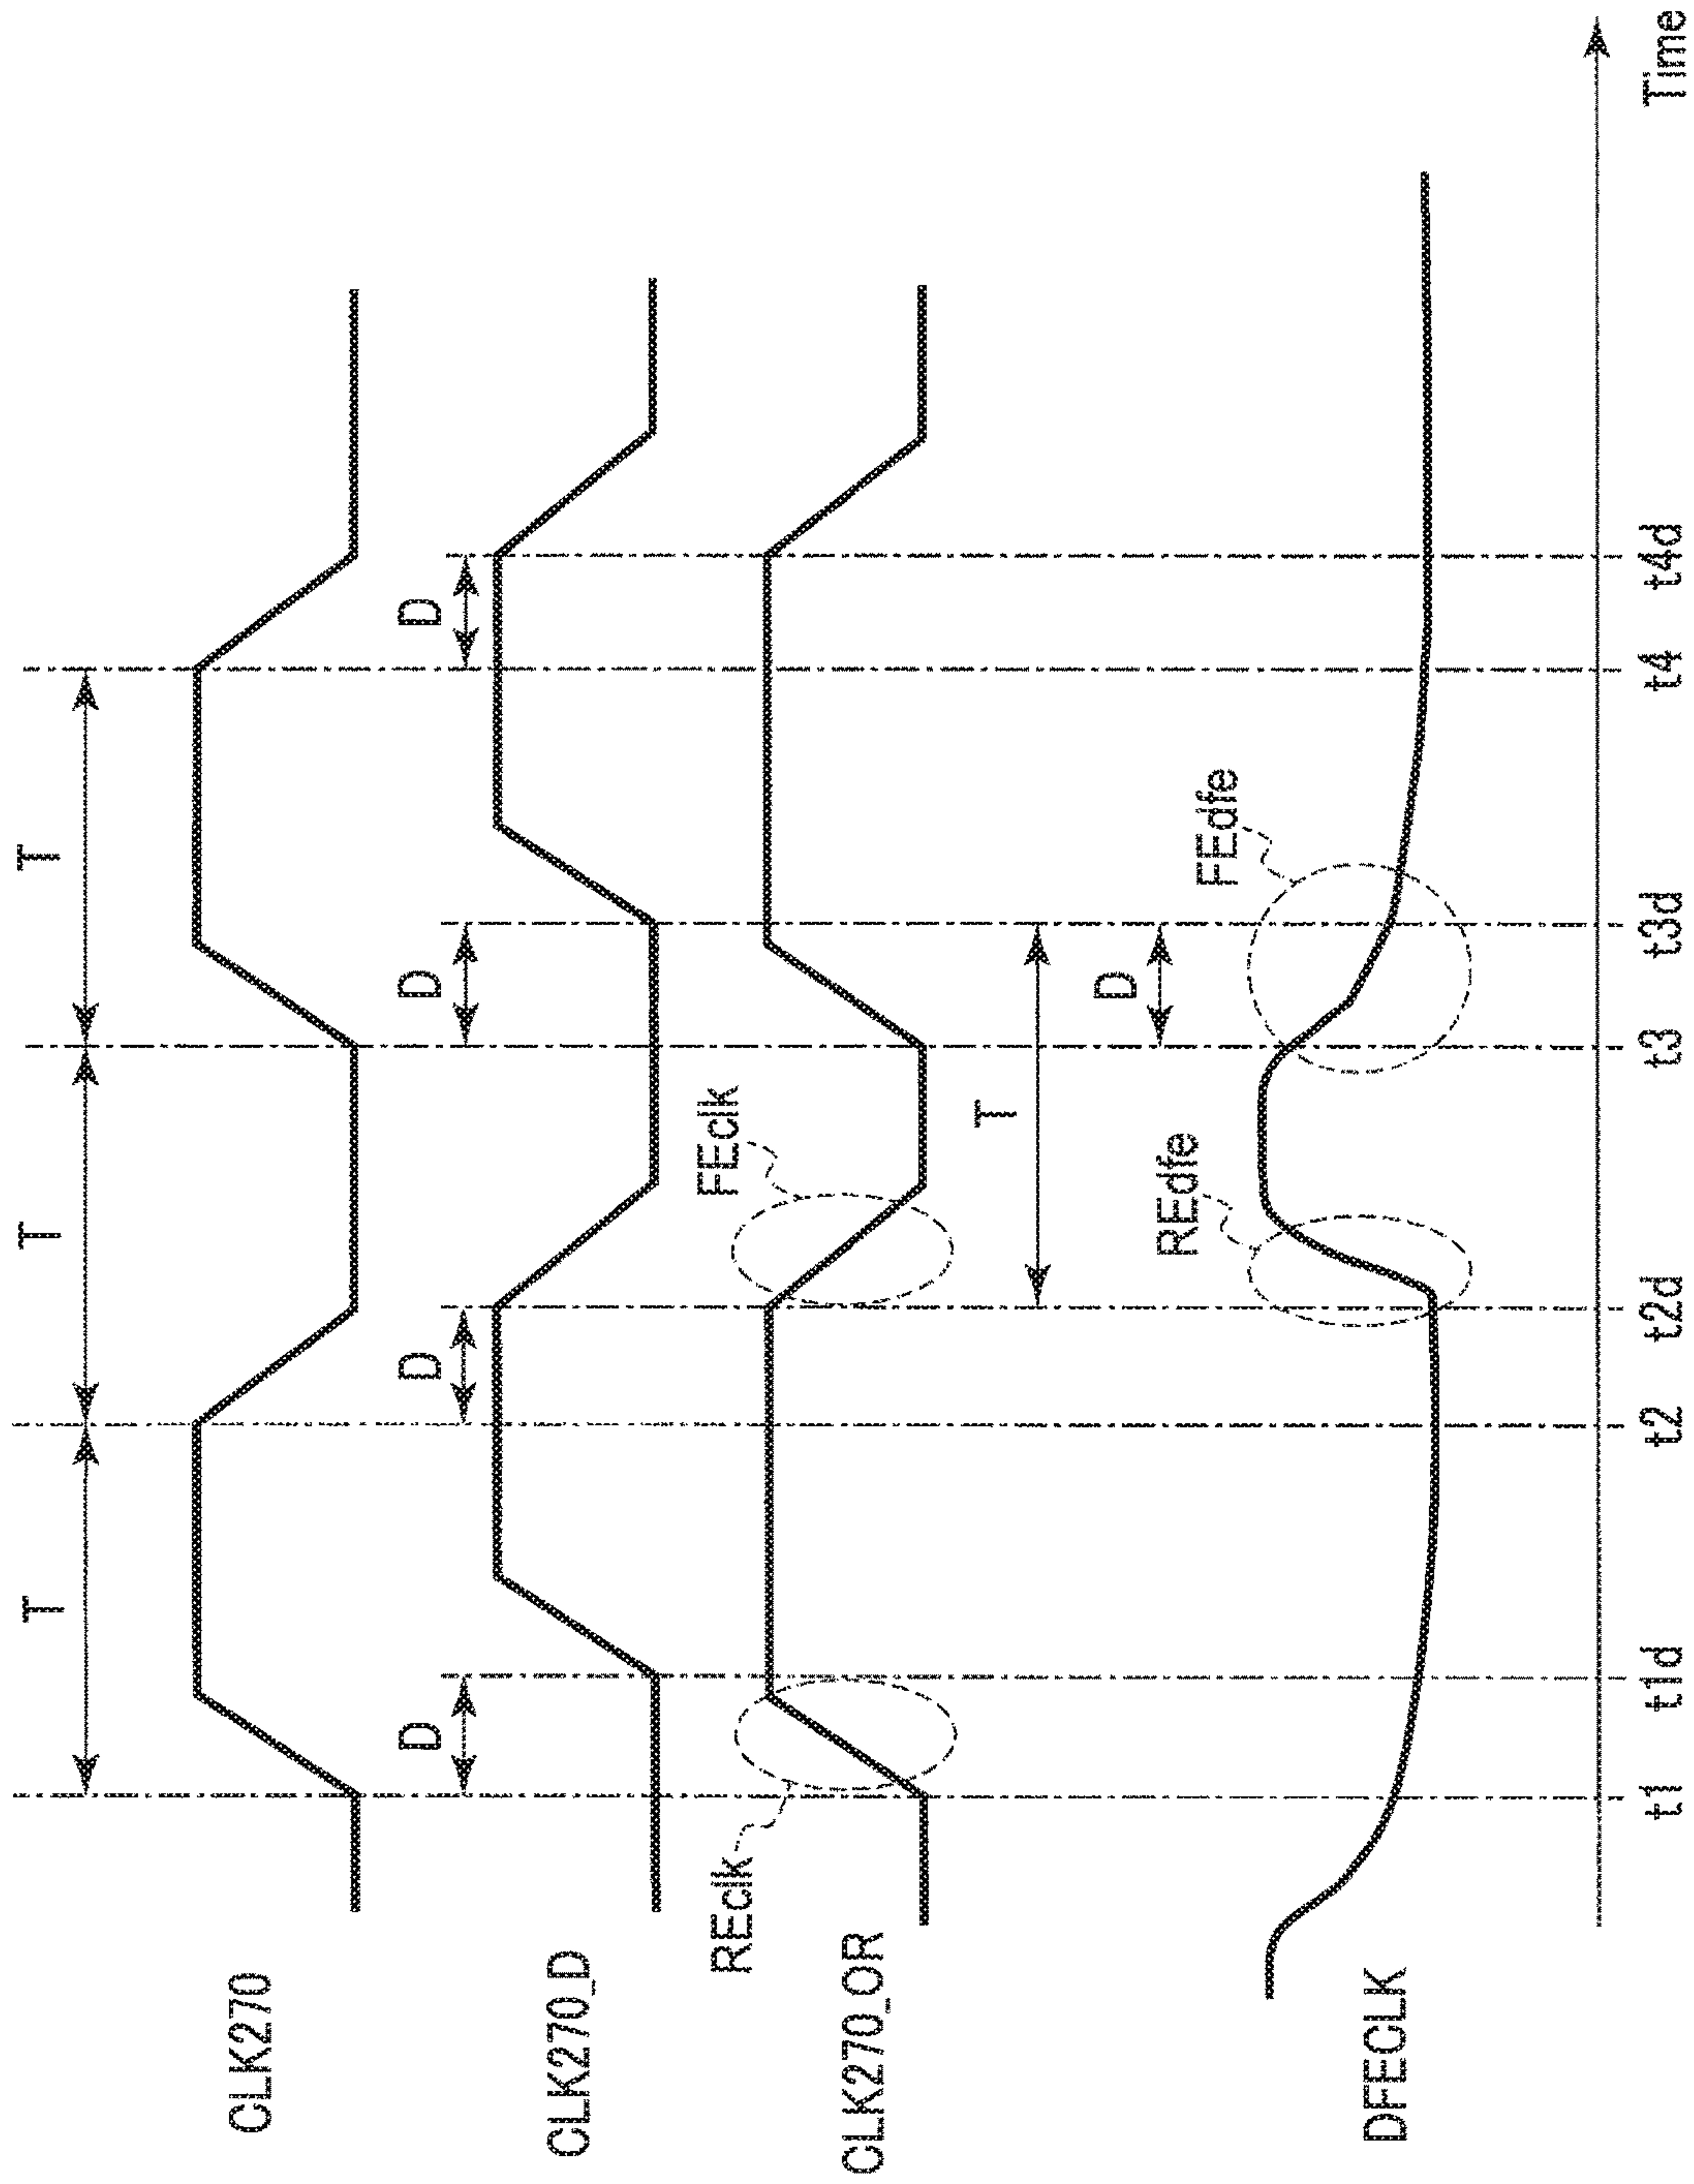 T
T
T
CLK270
D
D
D
D
CLK270_D
REclk
FEclk
CLK270_OR
T
D
REdfe
FEdfe
DFECLK
t1
t1d
t2
t2d
t3
t3d
t4
t4d
Time